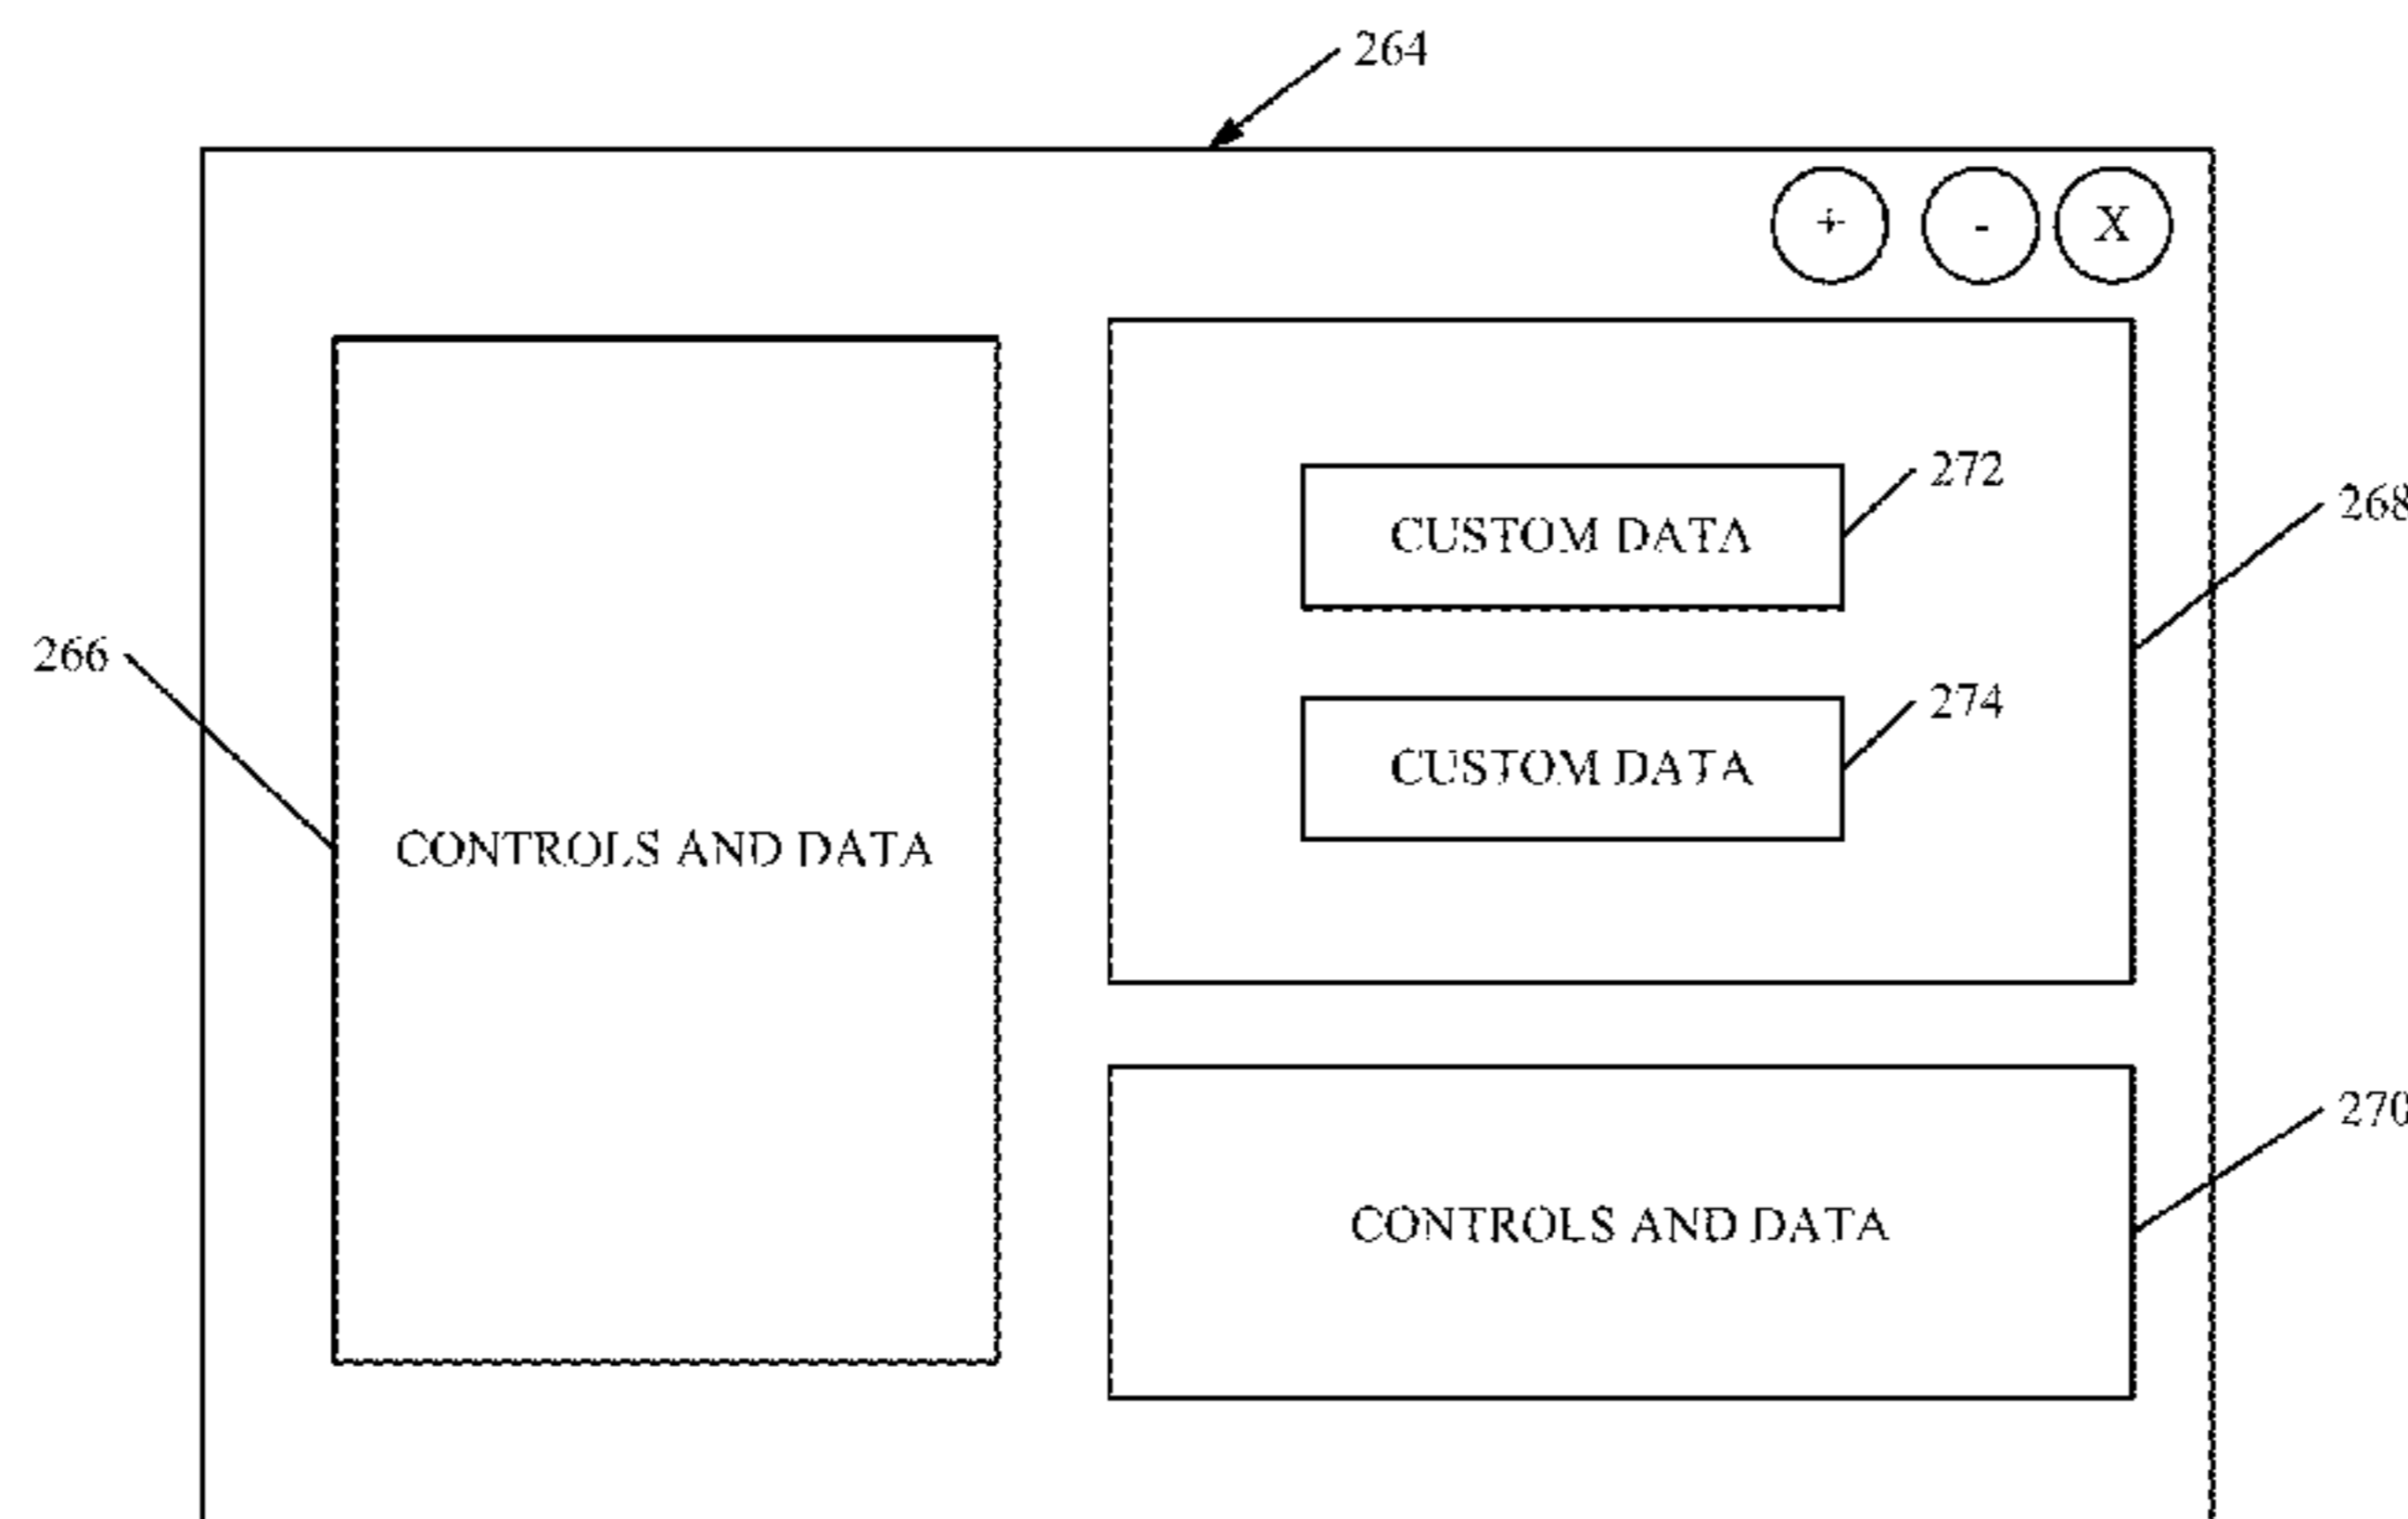 264
+ - X
272
CUSTOM DATA
268
266
274
CUSTOM DATA
CONTROLS AND DATA
270
CONTROLS AND DATA